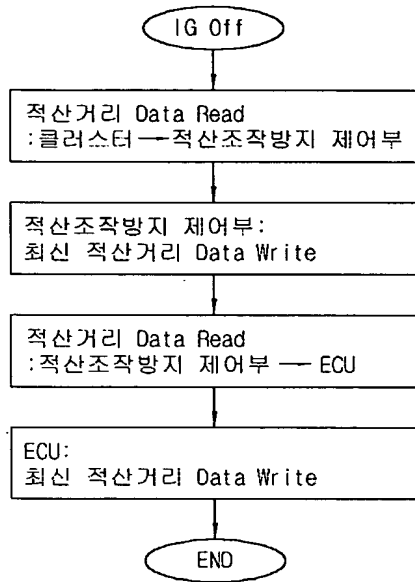 IG Off
적산거리 Data Read
:클러스터→적산조작방지 제어부
적산조작방지 제어부:
최신 적산거리 Data Write
적산거리 Data Read
:적산조작방지 제어부 — ECU
ECU:
최신 적산거리 Data Write
END